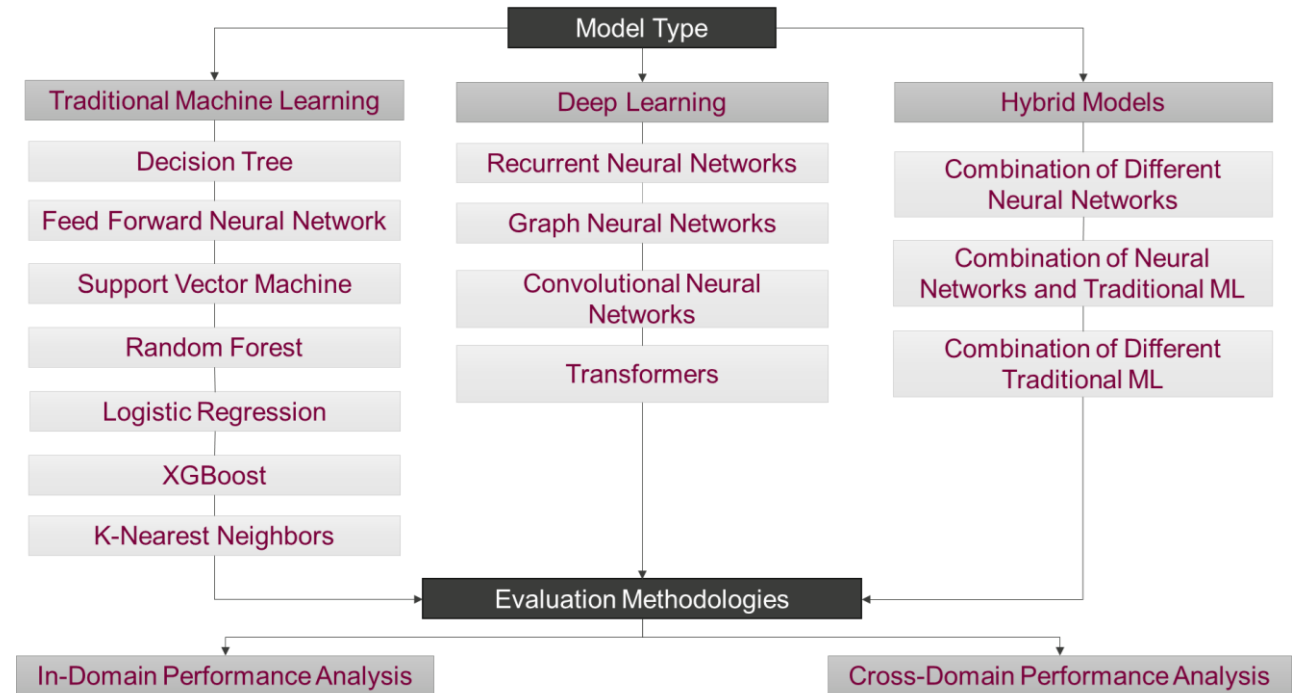 Model Type
Traditional Machine Learning
Decision Tree
Feed Forward Neural Network
Support Vector Machine
Random Forest
Logistic Regression
XGBoost
K-Nearest Neighbors
Deep Learning
Recurrent Neural Networks
Graph Neural Networks
Convolutional Neural
Networks
Transformers
Hybrid Models
Combination of Different
Neural Networks
Combination of Neural
Networks and Traditional ML
Combination of Different
Traditional ML
Evaluation Methodologies
In-Domain Performance Analysis
Cross-Domain Performance Analysis